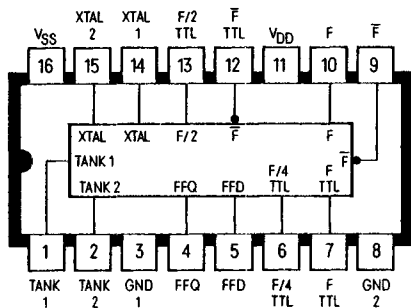 XTAL XTAL F/2 F̅
VSS 2 1 TTL TTL VDD F F̅
16 15 14 13 12 11 10 9
XTAL XTAL F/2 F̅ F
TANK 1 F̅
TANK 2 FFQ FFD F/4 TTL F TTL
1 2 3 4 5 6 7 8
TANK TANK GND FFQ FFD F/4 F GND
1 2 1 TTL TTL 2